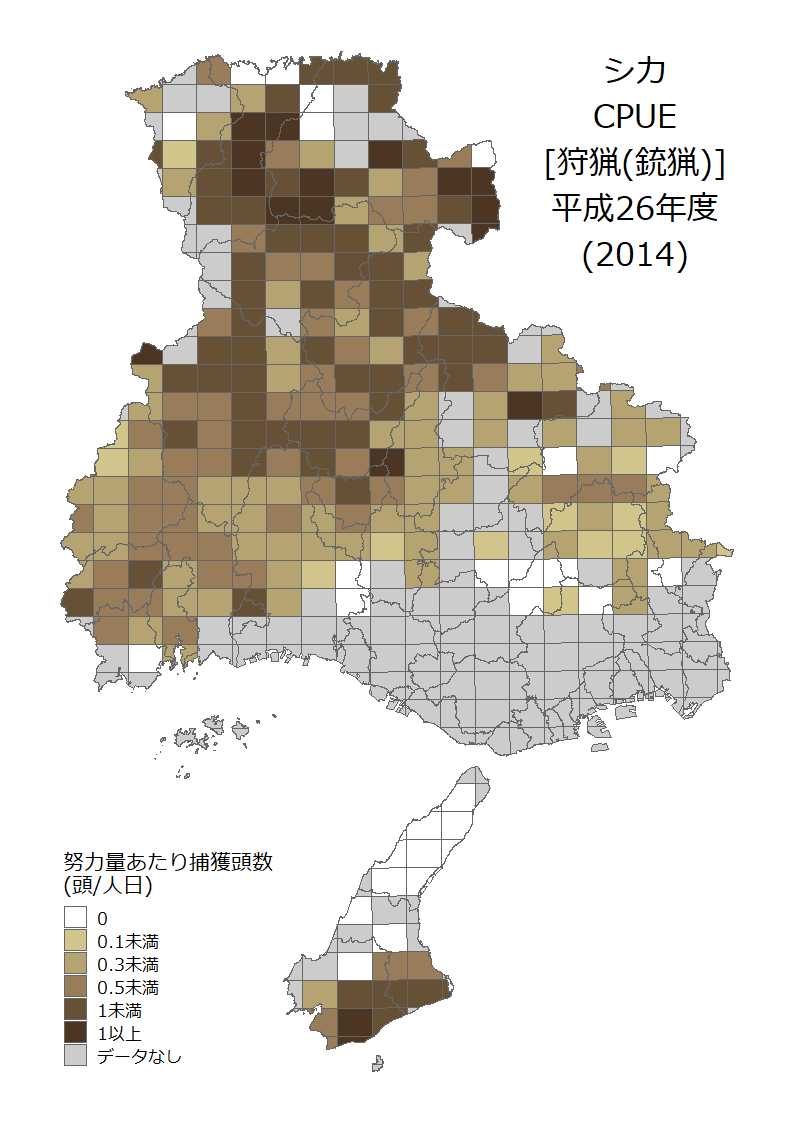 シカ
CPUE
[狩猟(銃猟)]
平成26年度
(2014)
努力量あたり捕獲頭数
(頭/人日)
0
0.1未満
0.3未満
0.5未満
1未満
1以上
データなし